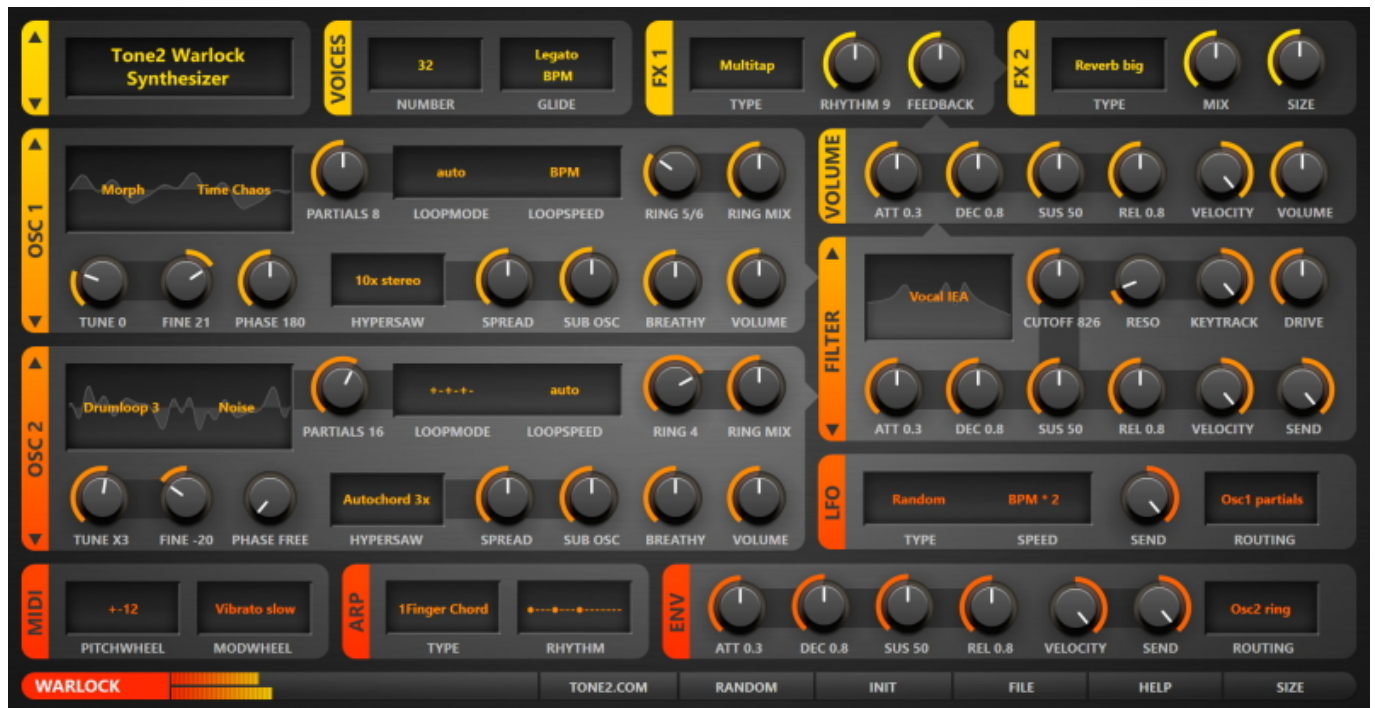 Tone2 Warlock
Synthesizer
VOICES
32
Legato
BPM
NUMBER GLIDE
FX 1
Multitap
TYPE RHYTHM 9 FEEDBACK
FX 2
Reverb big
TYPE MIX SIZE
OSC 1
Morph Time Chaos
auto BPM
PARTIALS 8 LOOPMODE LOOPSPEED RING 5/6 RING MIX
10x stereo
TUNE 0 FINE 21 PHASE 180 HYPERSAW SPREAD SUB OSC BREATHY VOLUME
VOLUME
ATT 0.3 DEC 0.8 SUS 50 REL 0.8 VELOCITY VOLUME
FILTER
Vocal IEA
CUTOFF 826 RESO KEYTRACK DRIVE
ATT 0.3 DEC 0.8 SUS 50 REL 0.8 VELOCITY SEND
OSC 2
Drumloop 3 Noise
+-+-+- auto
PARTIALS 16 LOOPMODE LOOPSPEED RING 4 RING MIX
Autochord 3x
TUNE X3 FINE -20 PHASE FREE HYPERSAW SPREAD SUB OSC BREATHY VOLUME
LFO
Random BPM * 2
Osc1 partials
TYPE SPEED SEND ROUTING
MIDI
+-12 Vibrato slow
PITCHWHEEL MODWHEEL
ARP
1Finger Chord
TYPE RHYTHM
ENV
Osc2 ring
ATT 0.3 DEC 0.8 SUS 50 REL 0.8 VELOCITY SEND ROUTING
WARLOCK TONE2.COM RANDOM INIT FILE HELP SIZE